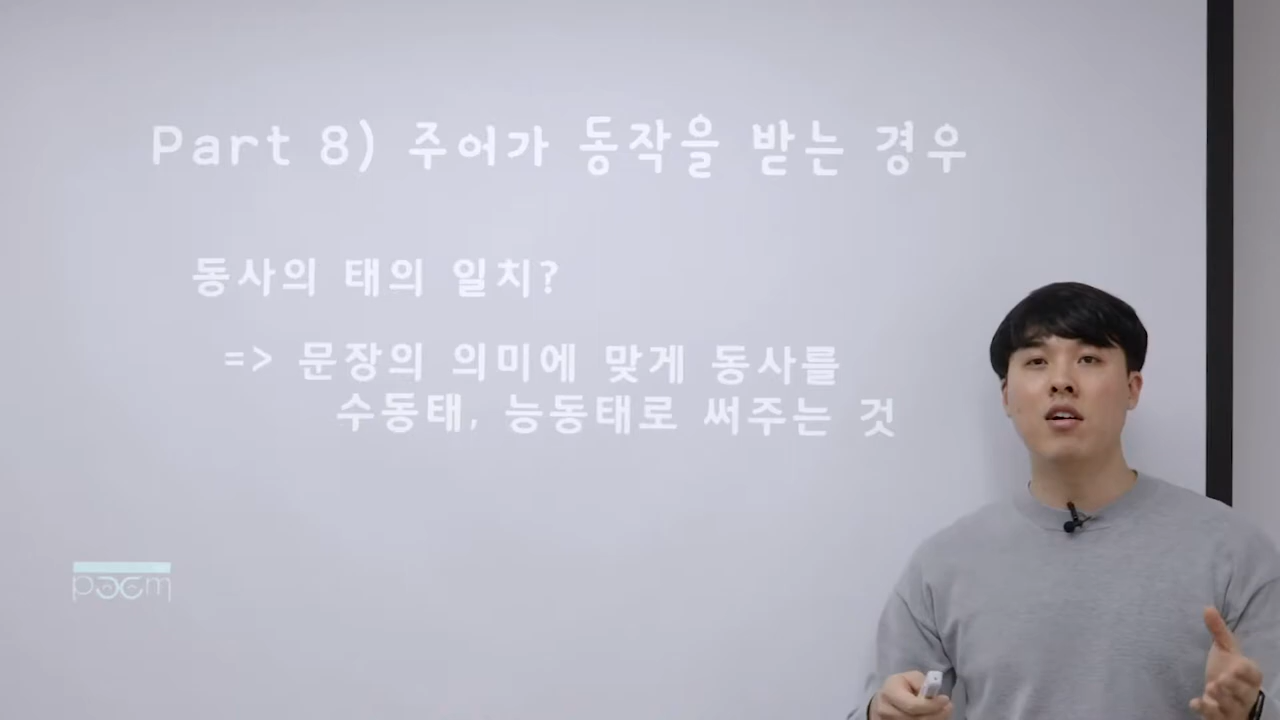 Part 8) 주어가 동작을 받는 경우
동사의 태의 일치?
=> 문장의 의미에 맞게 동사를
수동태, 능동태로 써주는 것